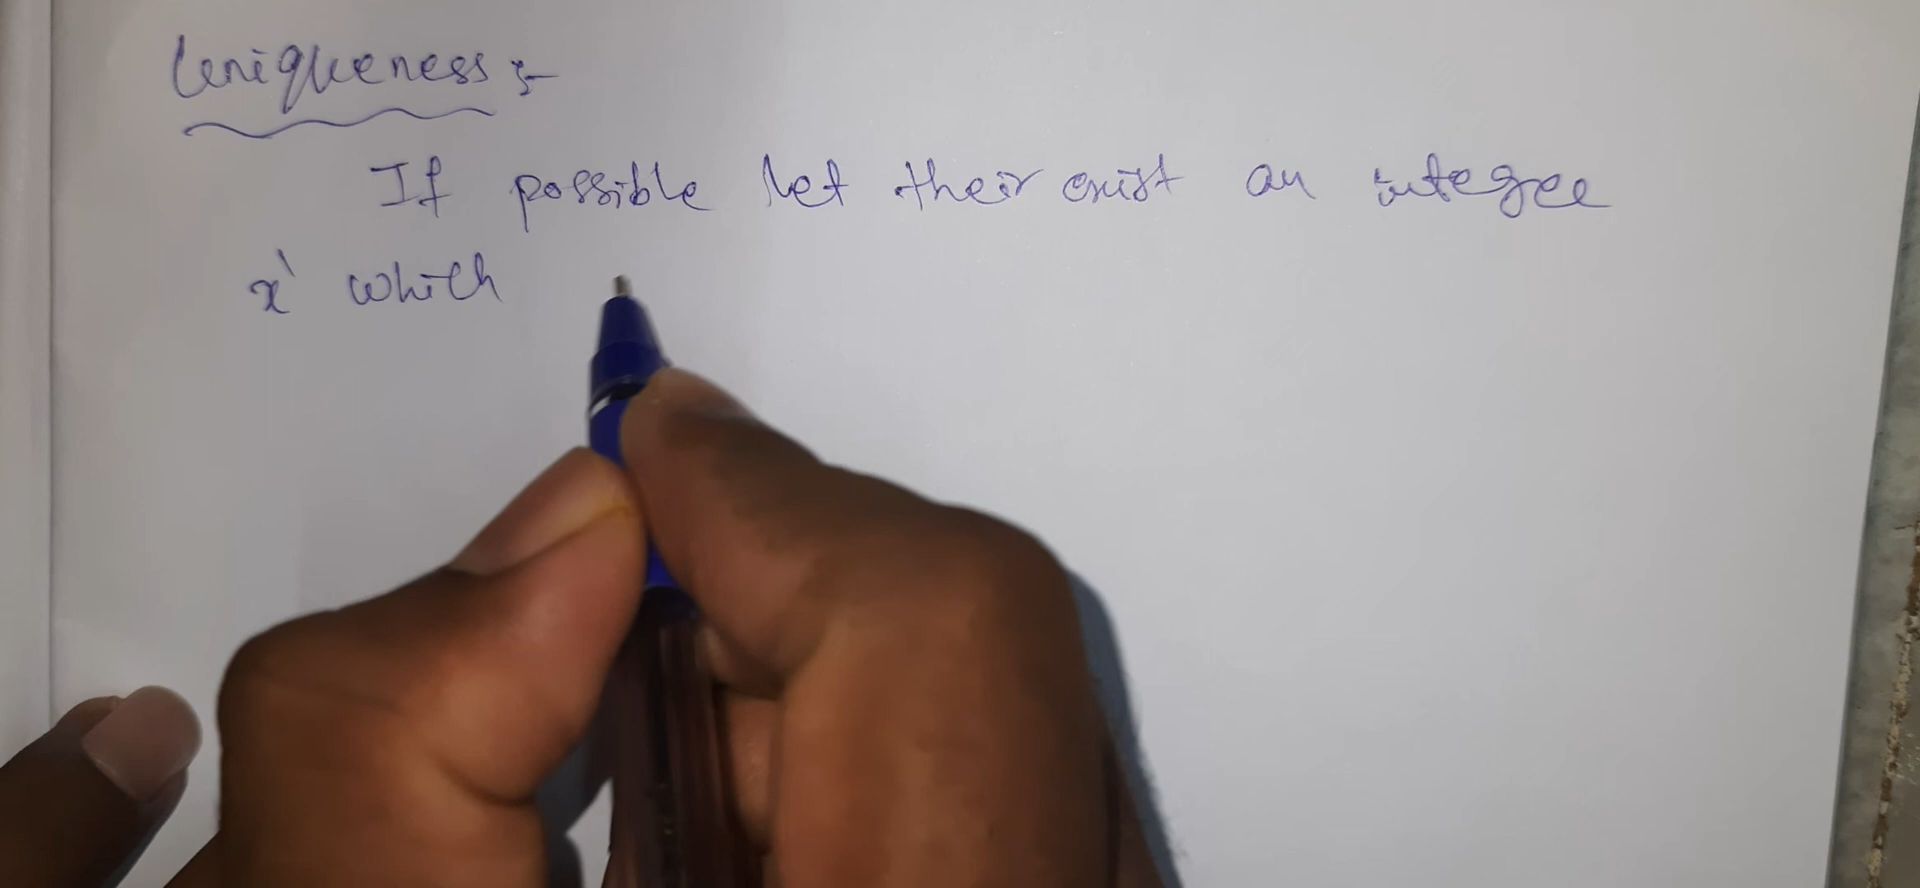 Uniqueness :-
If possible let their exist an integer
x' which